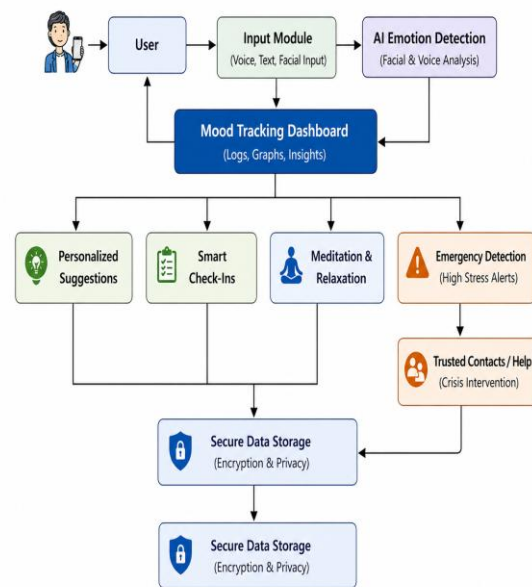 User
Input Module
(Voice, Text, Facial Input)
AI Emotion Detection
(Facial & Voice Analysis)
Mood Tracking Dashboard
(Logs, Graphs, Insights)
Personalized
Suggestions
Smart
Check-Ins
Meditation &
Relaxation
Emergency Detection
(High Stress Alerts)
Trusted Contacts / Help
(Crisis Intervention)
Secure Data Storage
(Encryption & Privacy)
Secure Data Storage
(Encryption & Privacy)